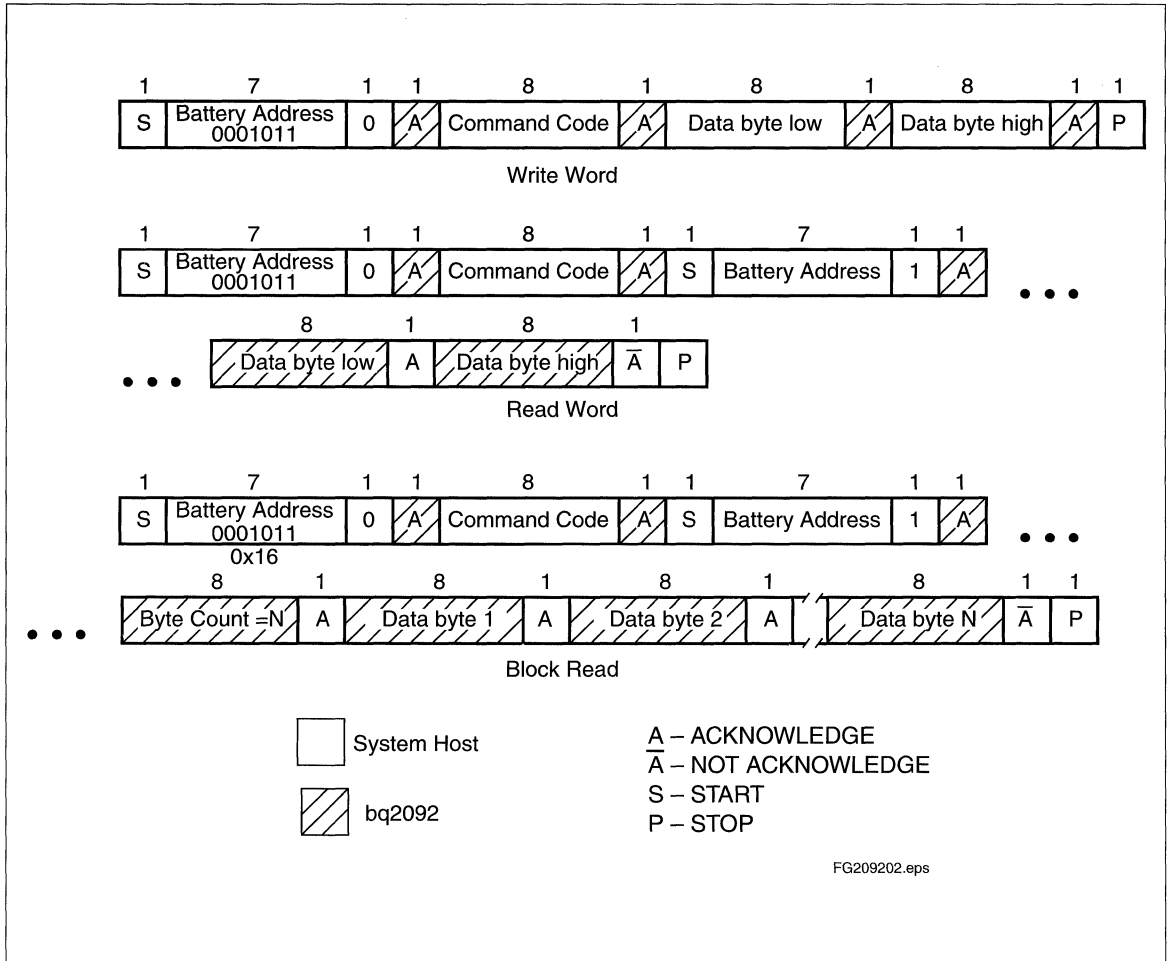 1 7 1 1 8 1 8 1 8 1 1
S Battery Address 0001011 0 A Command Code A Data byte low A Data byte high A P
Write Word
1 7 1 1 8 1 1 7 1 1
S Battery Address 0001011 0 A Command Code A S Battery Address 1 A • • •
8 1 8 1
• • • Data byte low A Data byte high A̅ P
Read Word
1 7 1 1 8 1 1 7 1 1
S Battery Address 0001011 0 A Command Code A S Battery Address 1 A • • •
0x16
8 1 8 1 8 1 8 1 1
• • • Byte Count =N A Data byte 1 A Data byte 2 A Data byte N A̅ P
Block Read
System Host
bq2092
A – ACKNOWLEDGE
A̅ – NOT ACKNOWLEDGE
S – START
P – STOP
FG209202.eps